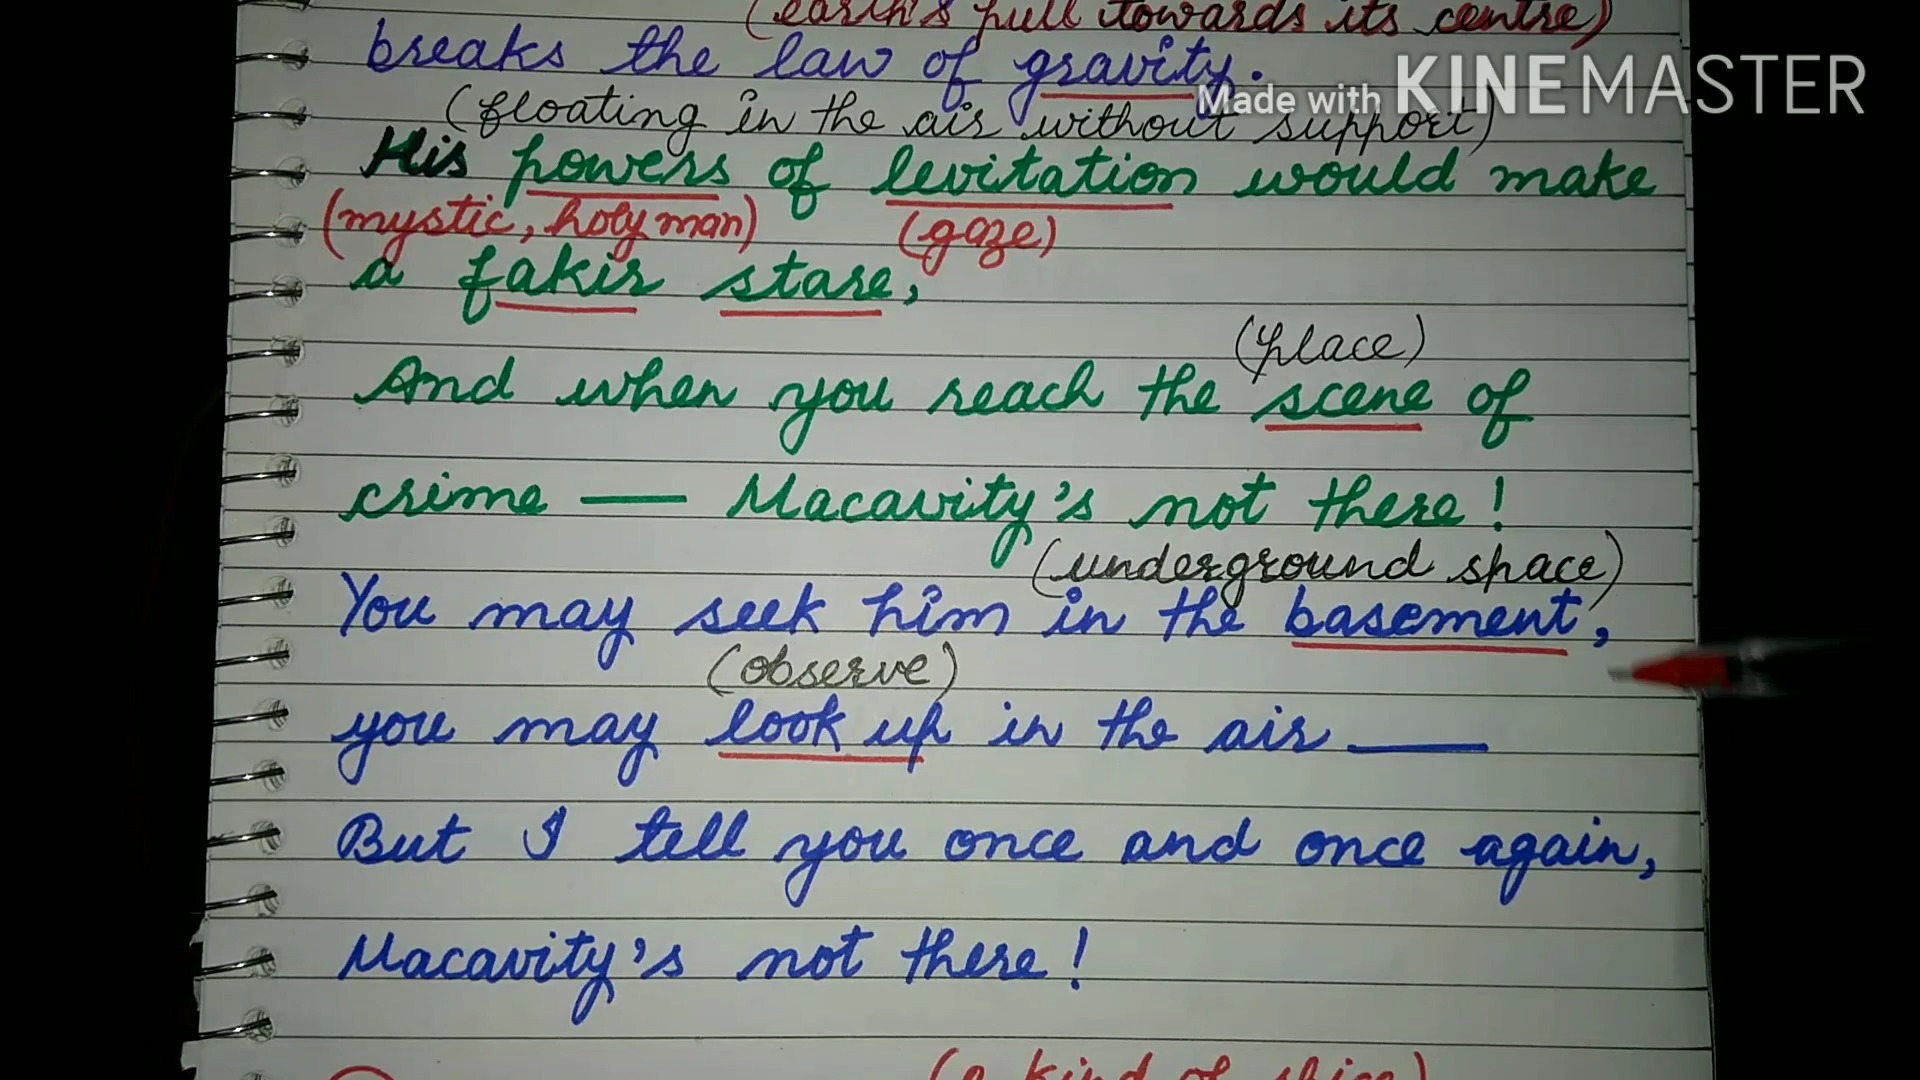 (earth's pull towards its centre)
breaks the law of gravity.
Made with KINEMASTER
(floating in the air without support)
His powers of levitation would make
(mystic, holy man) (gaze)
a fakir stare,
(place)
And when you reach the scene of
crime — Macavity's not there!
(underground space)
You may seek him in the basement,
(observe)
you may look up in the air —
But I tell you once and once again,
Macavity's not there!
(a kind of spice)